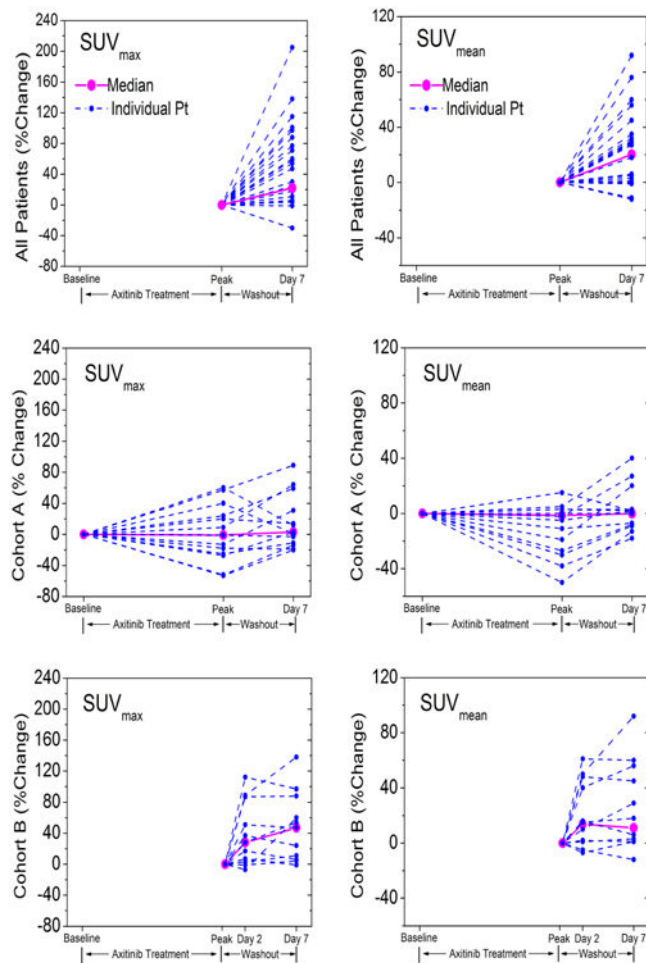 240
200
160
120
80
40
0
-40
-80
All Patients (%Change)
SUVmax
Median
Individual Pt
Baseline
Peak
Day 7
Axitinib Treatment
Washout
120
80
40
0
-40
All Patients (%Change)
SUVmean
Median
Individual Pt
Baseline
Peak
Day 7
Axitinib Treatment
Washout
240
200
160
120
80
40
0
-40
-80
Cohort A (% Change)
SUVmax
Baseline
Peak
Day 7
Axitinib Treatment
Washout
120
80
40
0
-40
Cohort A (% Change)
SUVmean
Baseline
Peak
Day 7
Axitinib Treatment
Washout
240
200
160
120
80
40
0
-40
-80
Cohort B (%Change)
SUVmax
Baseline
Peak Day 2
Day 7
Axitinib Treatment
Washout
120
80
40
0
-40
Cohort B (%Change)
SUVmean
Baseline
Peak Day 2
Day 7
Axitinib Treatment
Washout